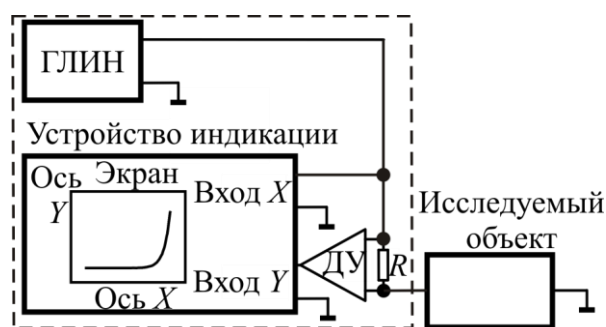 ГЛИН
Устройство индикации
Ось
Экран
Y
Вход X
Ось X
Вход Y
ДУ
R
Исследуемый
объект